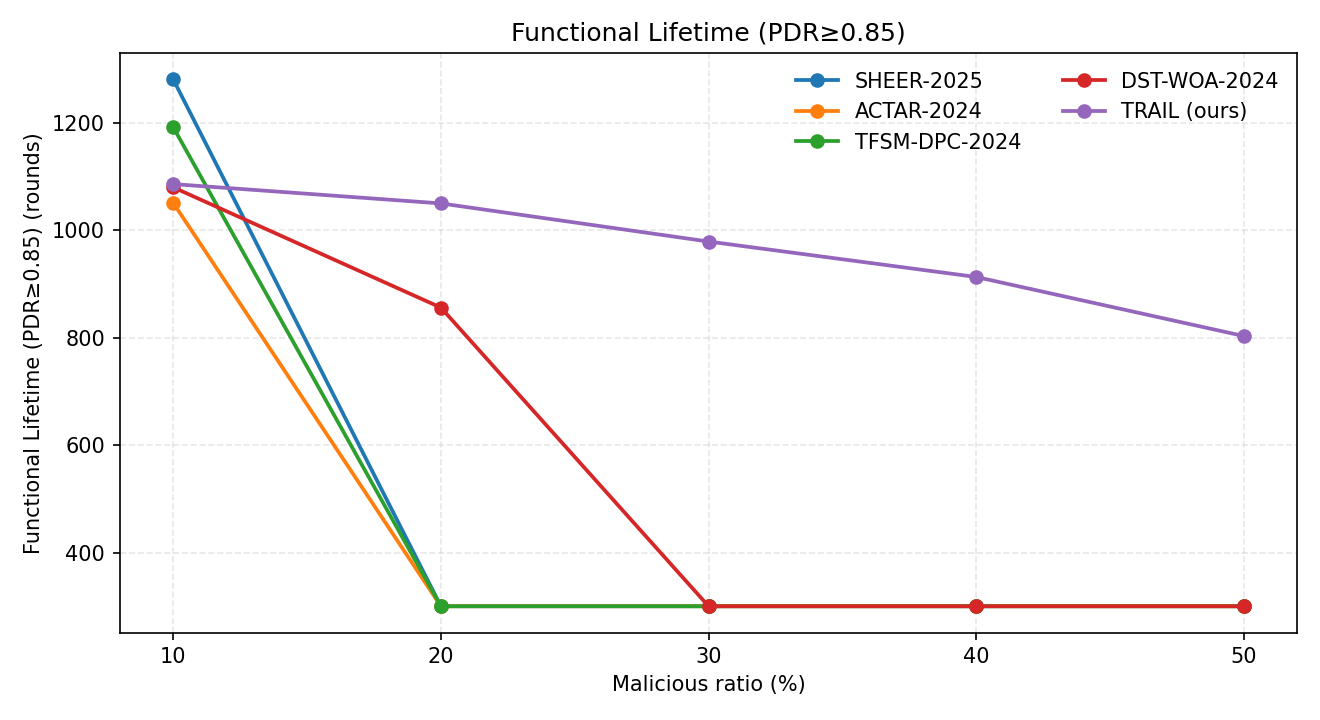 Functional Lifetime (PDR≥0.85)
SHEER-2025
ACTAR-2024
TFSM-DPC-2024
DST-WOA-2024
TRAIL (ours)
Functional Lifetime (PDR≥0.85) (rounds)
1200
1000
800
600
400
10 20 30 40 50
Malicious ratio (%)